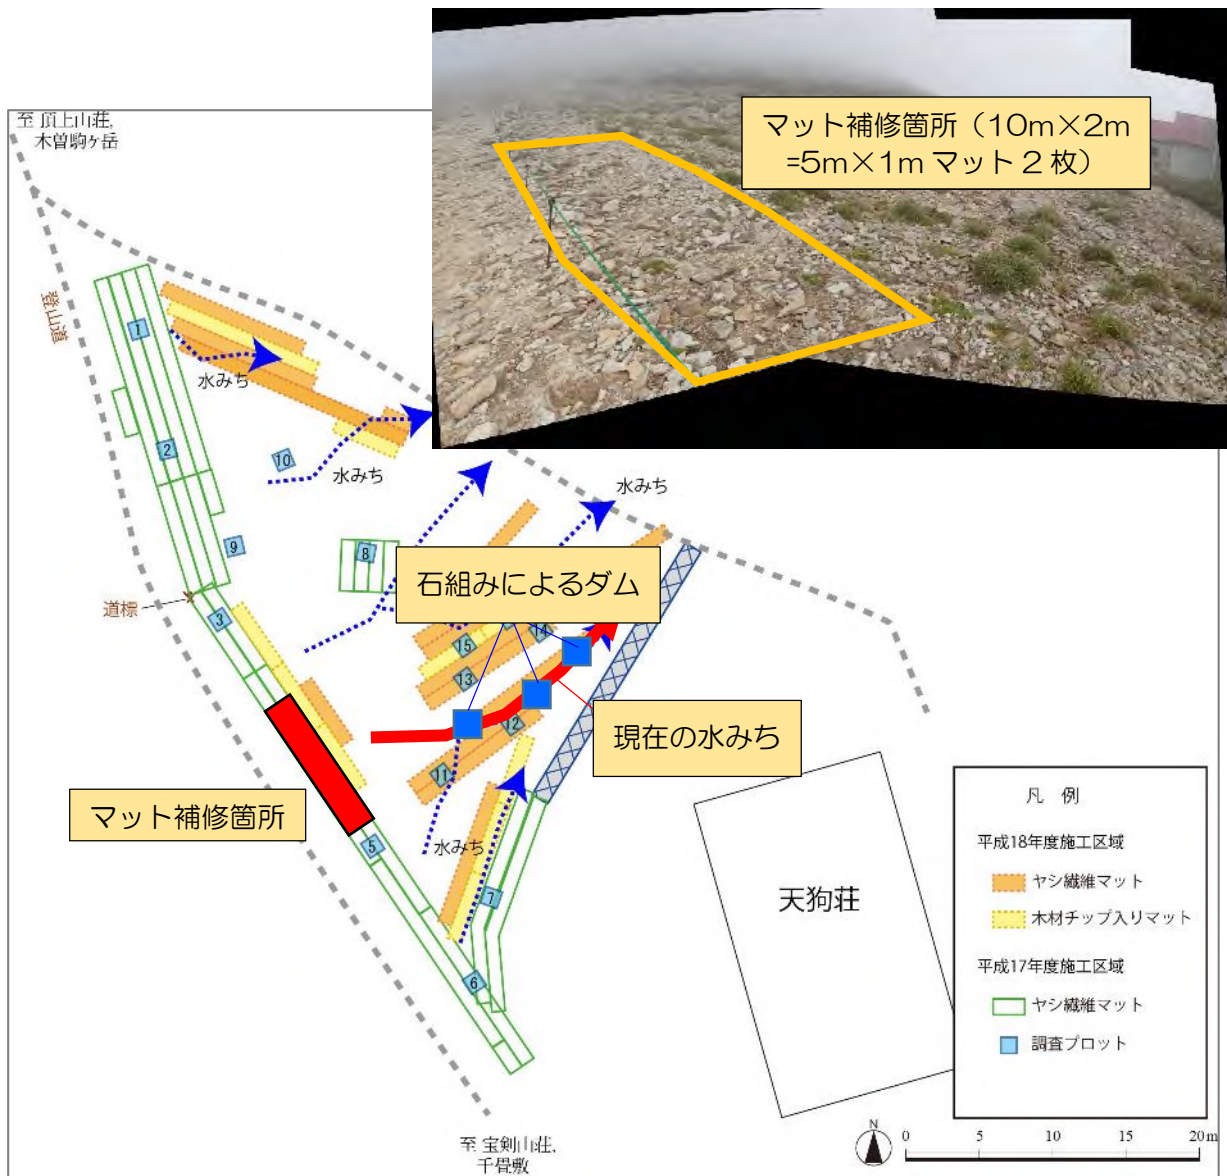 至 頂上山荘,
木曽駒ヶ岳
マット補修箇所（10m×2m
=5m×1m マット 2 枚）
登山道
1
水みち
2
10
水みち
水みち
9
8
石組みによるダム
道標
3
14
15
13
12
現在の水みち
11
マット補修箇所
5
水みち
7
6
天狗荘
凡 例
平成18年度施工区域
ヤシ繊維マット
木材チップ入りマット
平成17年度施工区域
ヤシ繊維マット
調査プロット
至 宝剣山荘,
千畳敷
N
0 5 10 15 20m